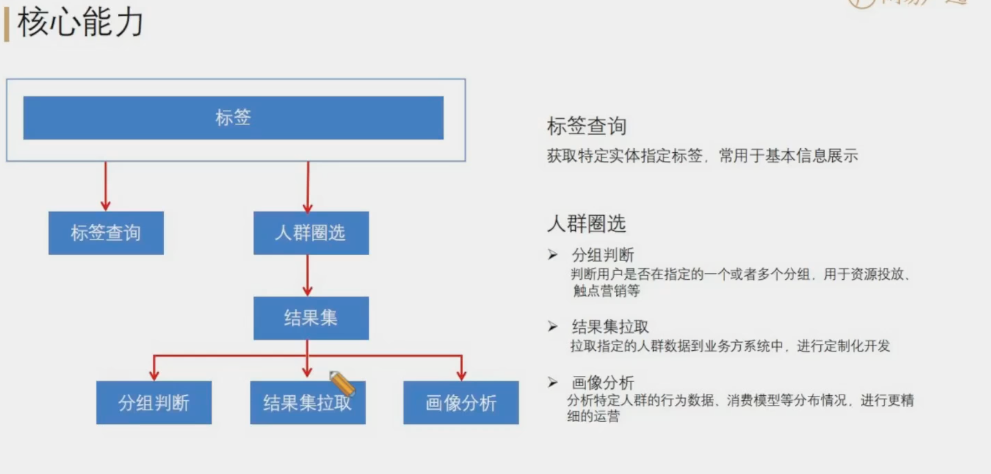 核心能力
标签
标签查询
人群圈选
结果集
分组判断
结果集拉取
画像分析
标签查询
获取特定实体指定标签，常用于基本信息展示
人群圈选
➢ 分组判断
判断用户是否在指定的一个或者多个分组，用于资源投放、
触点营销等
➢ 结果集拉取
拉取指定的人群数据到业务方系统中，进行定制化开发
➢ 画像分析
分析特定人群的行为数据、消费模型等分布情况，进行更精
细的运营